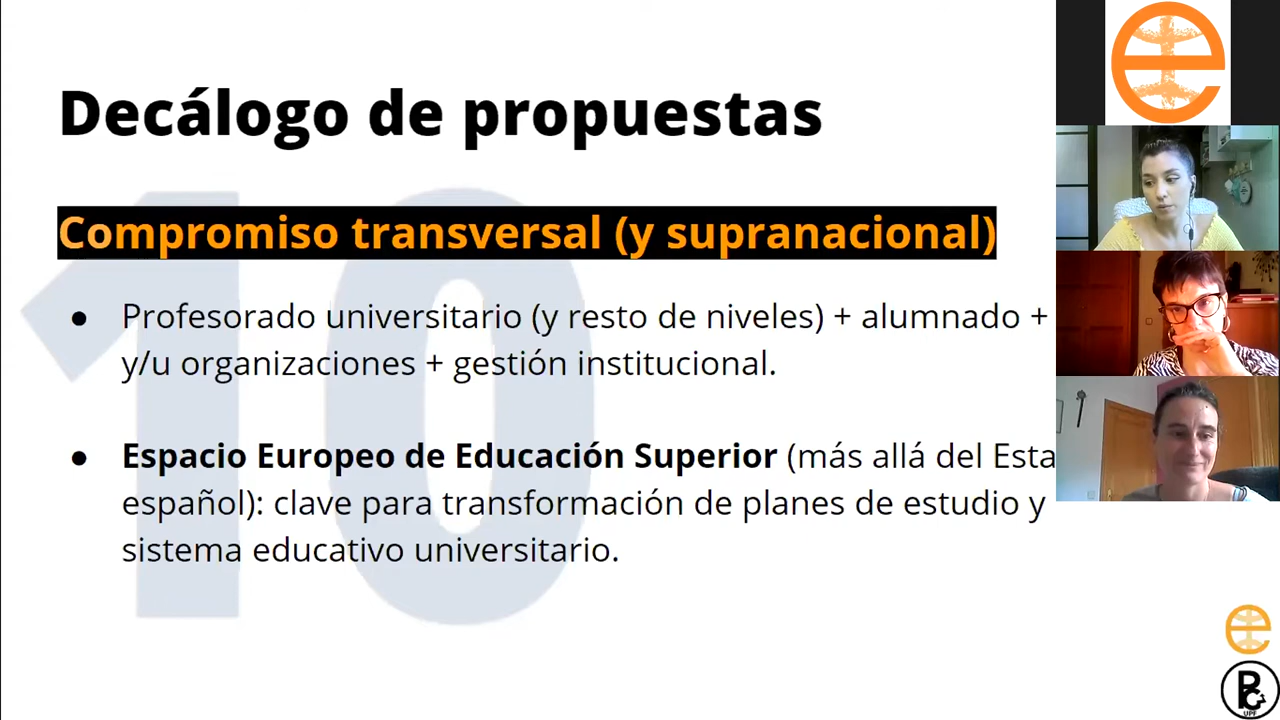 Decálogo de propuestas
10
Compromiso transversal (y supranacional)
● Profesorado universitario (y resto de niveles) + alumnado +
y/u organizaciones + gestión institucional.
● Espacio Europeo de Educación Superior (más allá del
español): clave para transformación de planes de estudio y
sistema educativo universitario.
UPF